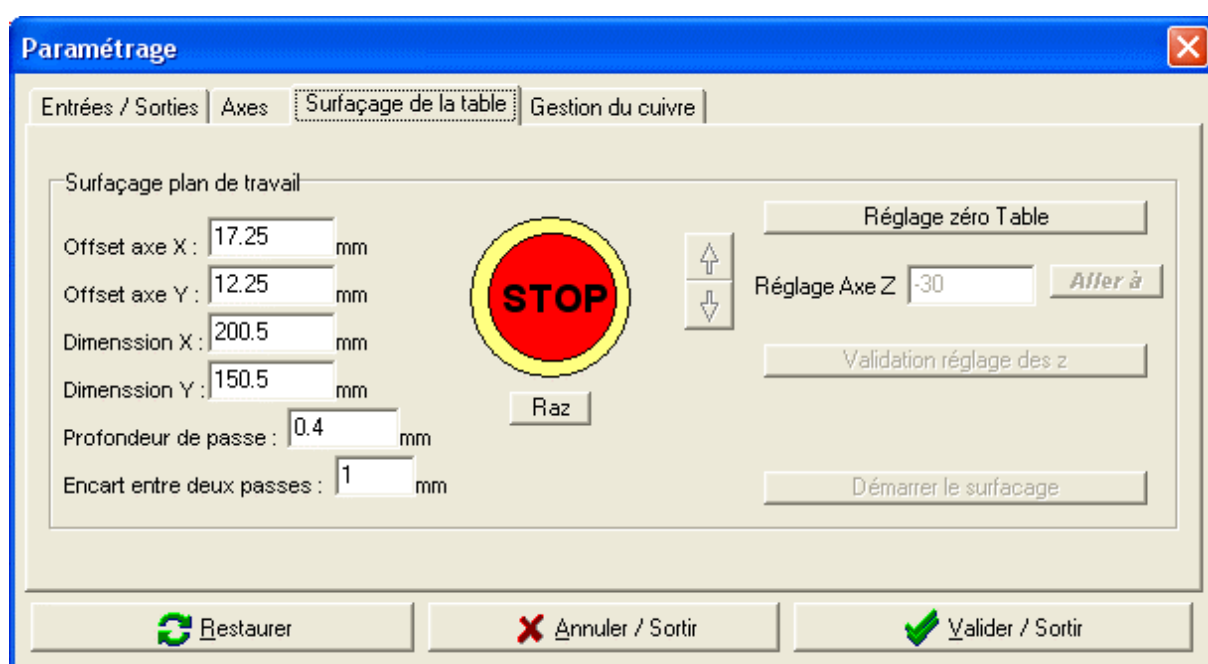 Paramétrage
Entrées / Sorties Axes Surfaçage de la table Gestion du cuivre
Surfaçage plan de travail
Offset axe X : 17.25 mm
Offset axe Y : 12.25 mm
Dimenssion X : 200.5 mm
Dimenssion Y : 150.5 mm
Profondeur de passe : 0.4 mm
Encart entre deux passes : 1 mm
STOP
Raz
Réglage zéro Table
Réglage Axe Z -30 Aller à
Validation réglage des z
Démarrer le surfacage
Restaurer Annuler / Sortir Valider / Sortir